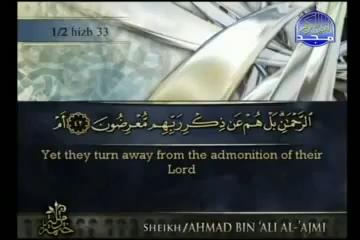 1/2 hizb 33
الرَّحْمَٰنِ بَلْ هُمْ عَن ذِكْرِ رَبِّهِم مُّعْرِضُونَ ٤٢ أَمْ
Yet they turn away from the admonition of their
Lord
SHEIKH/AHMAD BIN 'ALI AL-'AJMI